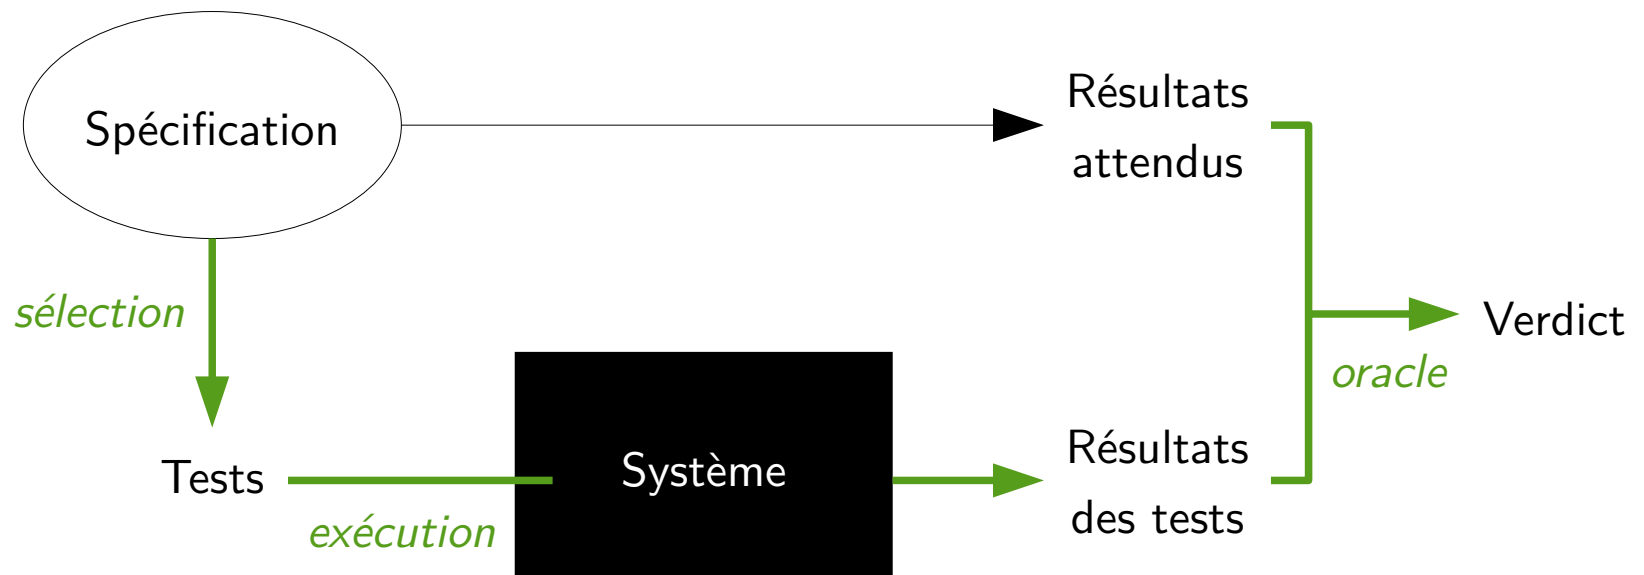 Spécification
Résultats
attendus
sélection
Verdict
oracle
Tests
Système
Résultats
des tests
exécution